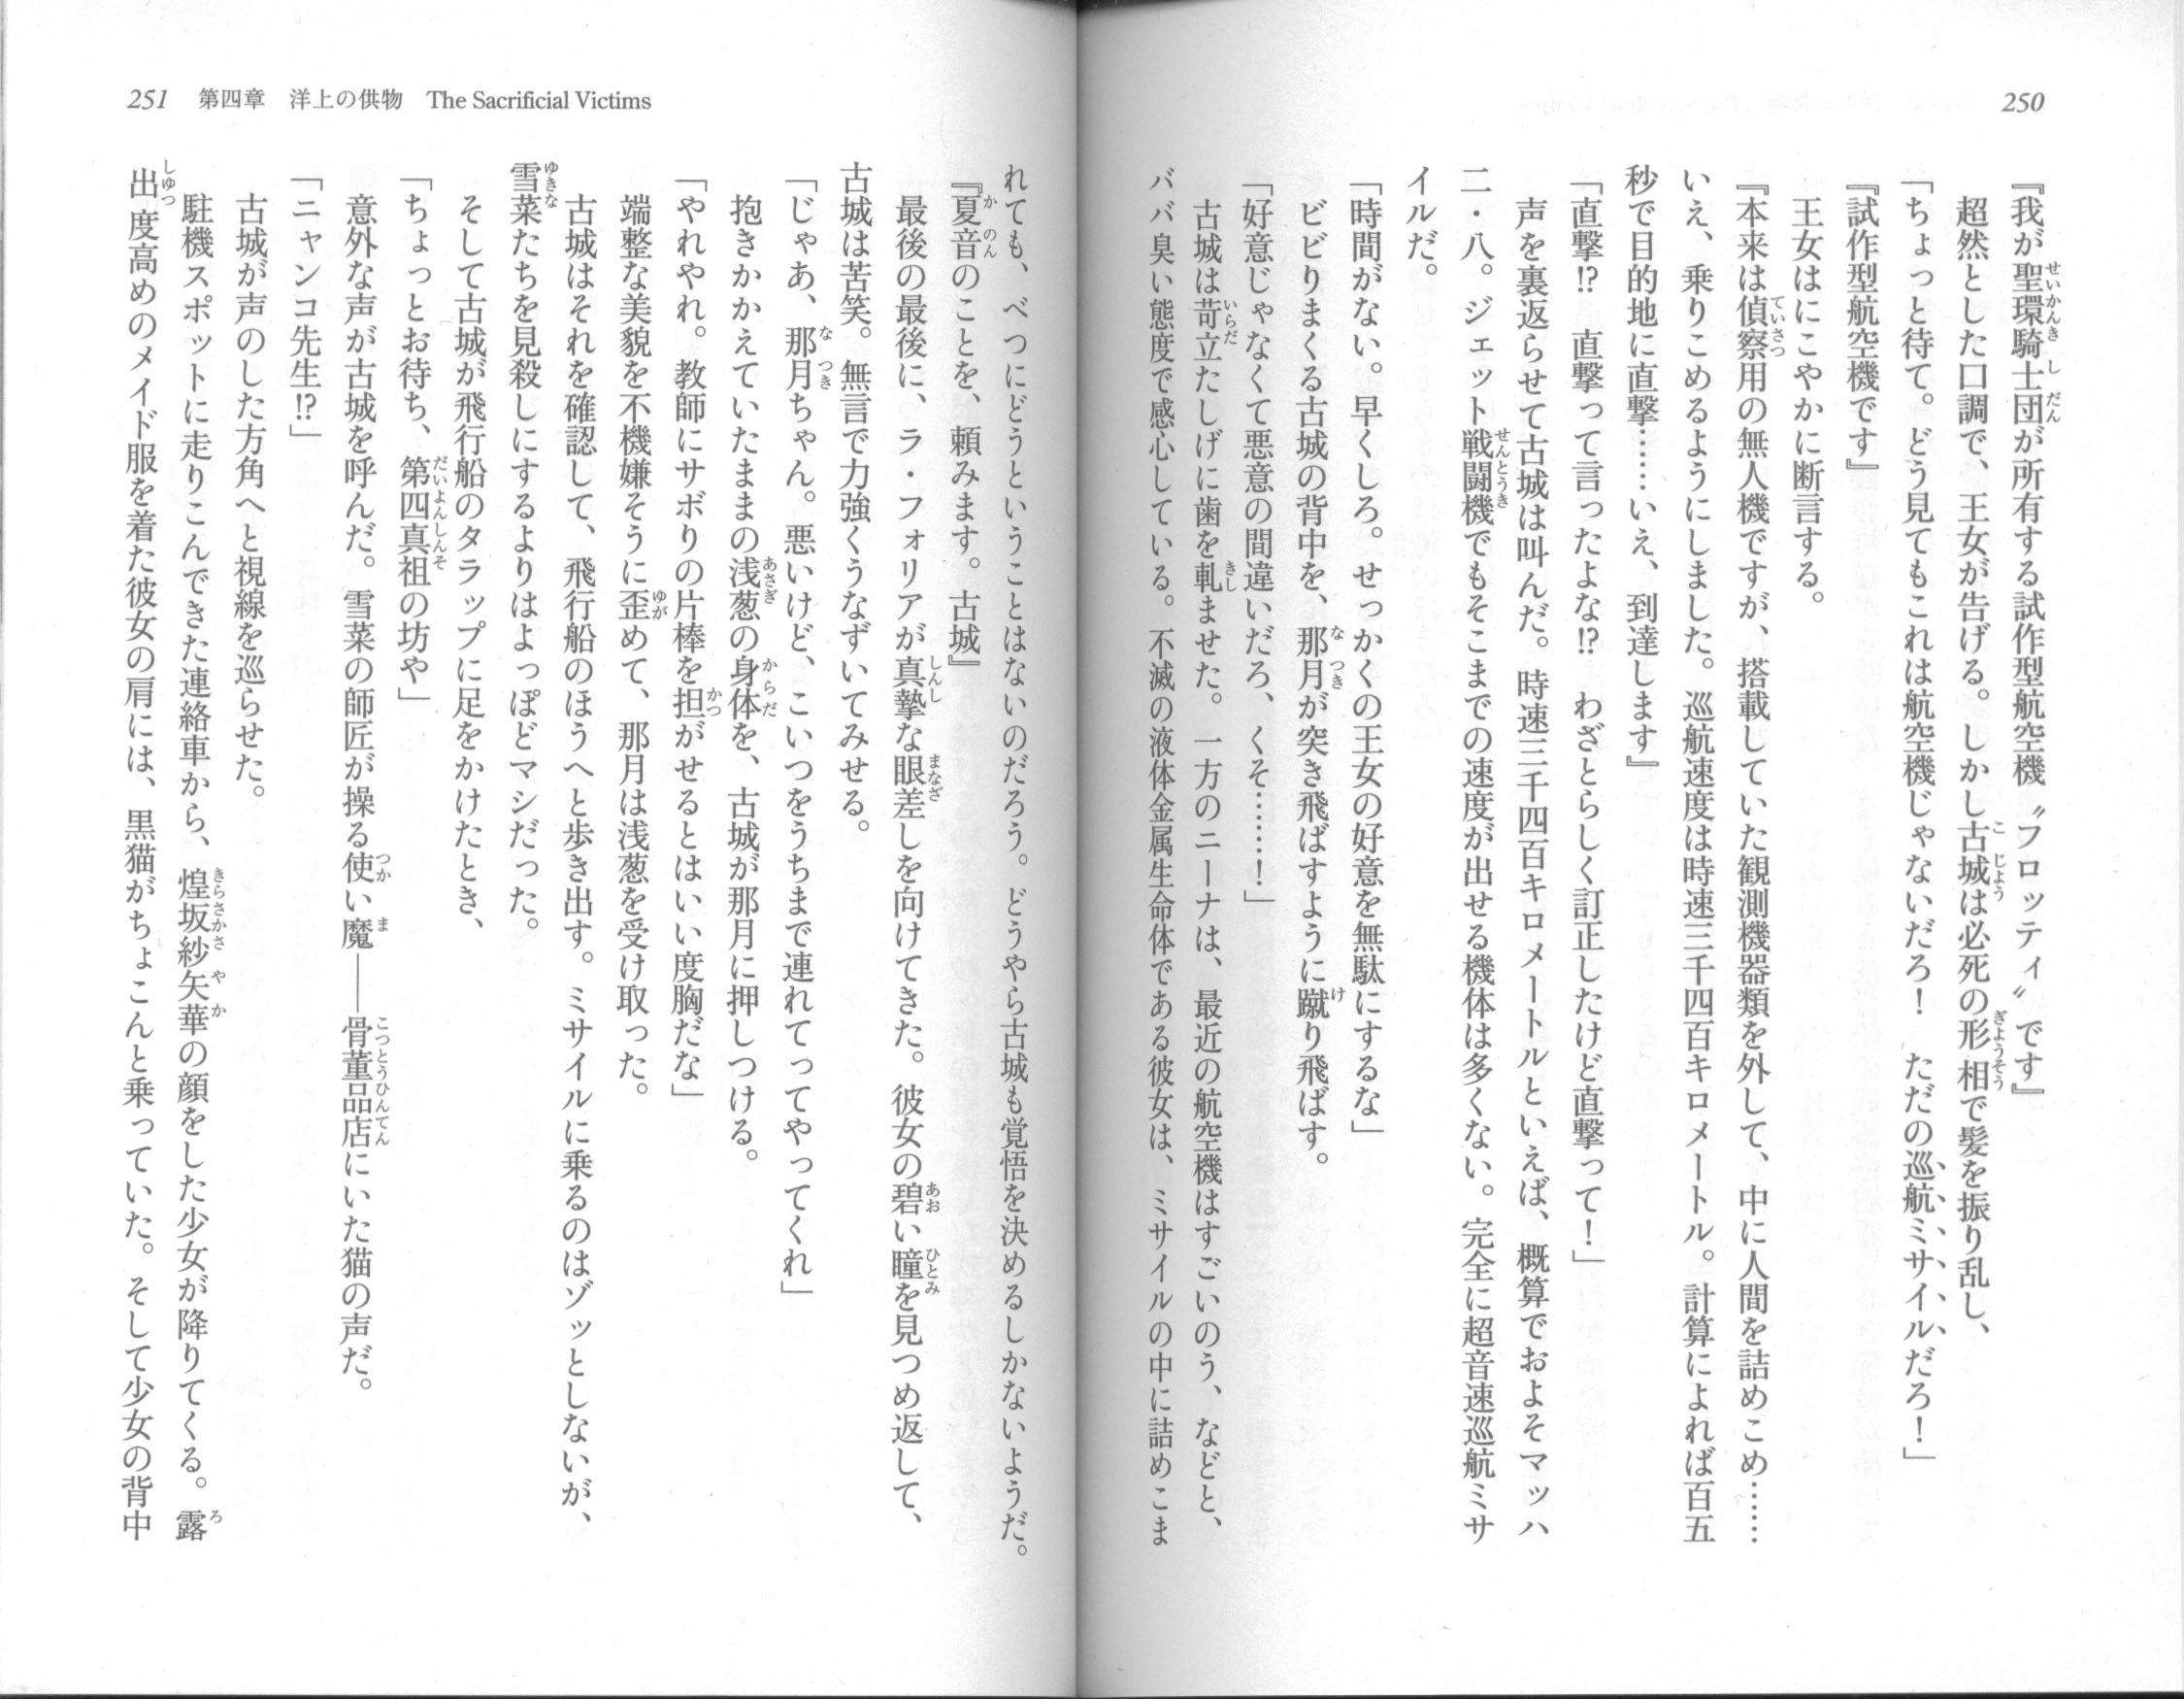 250
『我が聖環騎士団が所有する試作型航空機〝フロッティ〟です』
超然とした口調で、王女が告げる。しかし古城は必死の形相で髪を振り乱し、
「ちょっと待て。どう見てもこれは航空機じゃないだろ！　ただの巡航ミサイルだろ！」
『試作型航空機です』
王女はにこやかに断言する。
『本来は偵察用の無人機ですが、搭載していた観測機器類を外して、中に人間を詰めこめ……
いえ、乗りこめるようにしました。巡航速度は時速三千四百キロメートル。計算によれば百五
秒で目的地に直撃……いえ、到達します』
「直撃!?　直撃って言ったよな!?　わざとらしく訂正したけど直撃って！」
声を裏返らせて古城は叫んだ。時速三千四百キロメートルといえば、概算でおよそマッハ
二・八。ジェット戦闘機でもそこまでの速度が出せる機体は多くない。完全に超音速巡航ミサ
イルだ。
「時間がない。早くしろ。せっかくの王女の好意を無駄にするな」
ビビりまくる古城の背中を、那月が突き飛ばすように蹴り飛ばす。
「好意じゃなくて悪意の間違いだろ、くそ……！」
古城は苛立たしげに歯を軋ませた。一方のニーナは、最近の航空機はすごいのう、などと、
ババ臭い態度で感心している。不滅の液体金属生命体である彼女は、ミサイルの中に詰めこま
251 第四章　洋上の供物　The Sacrificial Victims
れても、べつにどうということはないのだろう。どうやら古城も覚悟を決めるしかないようだ。
『夏音のことを、頼みます。古城』
最後の最後に、ラ・フォリアが真摯な眼差しを向けてきた。彼女の碧い瞳を見つめ返して、
古城は苦笑。無言で力強くうなずいてみせる。
「じゃあ、那月ちゃん。悪いけど、こいつをうちまで連れてってやってくれ」
抱きかかえていたままの浅葱の身体を、古城が那月に押しつける。
「やれやれ。教師にサボりの片棒を担がせるとはいい度胸だな」
端整な美貌を不機嫌そうに歪めて、那月は浅葱を受け取った。
古城はそれを確認して、飛行船のほうへと歩き出す。ミサイルに乗るのはゾッとしないが、
雪菜たちを見殺しにするよりはよっぽどマシだった。
そして古城が飛行船のタラップに足をかけたとき、
「ちょっとお待ち、第四真祖の坊や」
意外な声が古城を呼んだ。雪菜の師匠が操る使い魔――骨董品店にいた猫の声だ。
「ニャンコ先生!?」
古城が声のした方角へと視線を巡らせた。
駐機スポットに走りこんできた連絡車から、煌坂紗矢華の顔をした少女が降りてくる。露
出度高めのメイド服を着た彼女の肩には、黒猫がちょこんと乗っていた。そして少女の背中